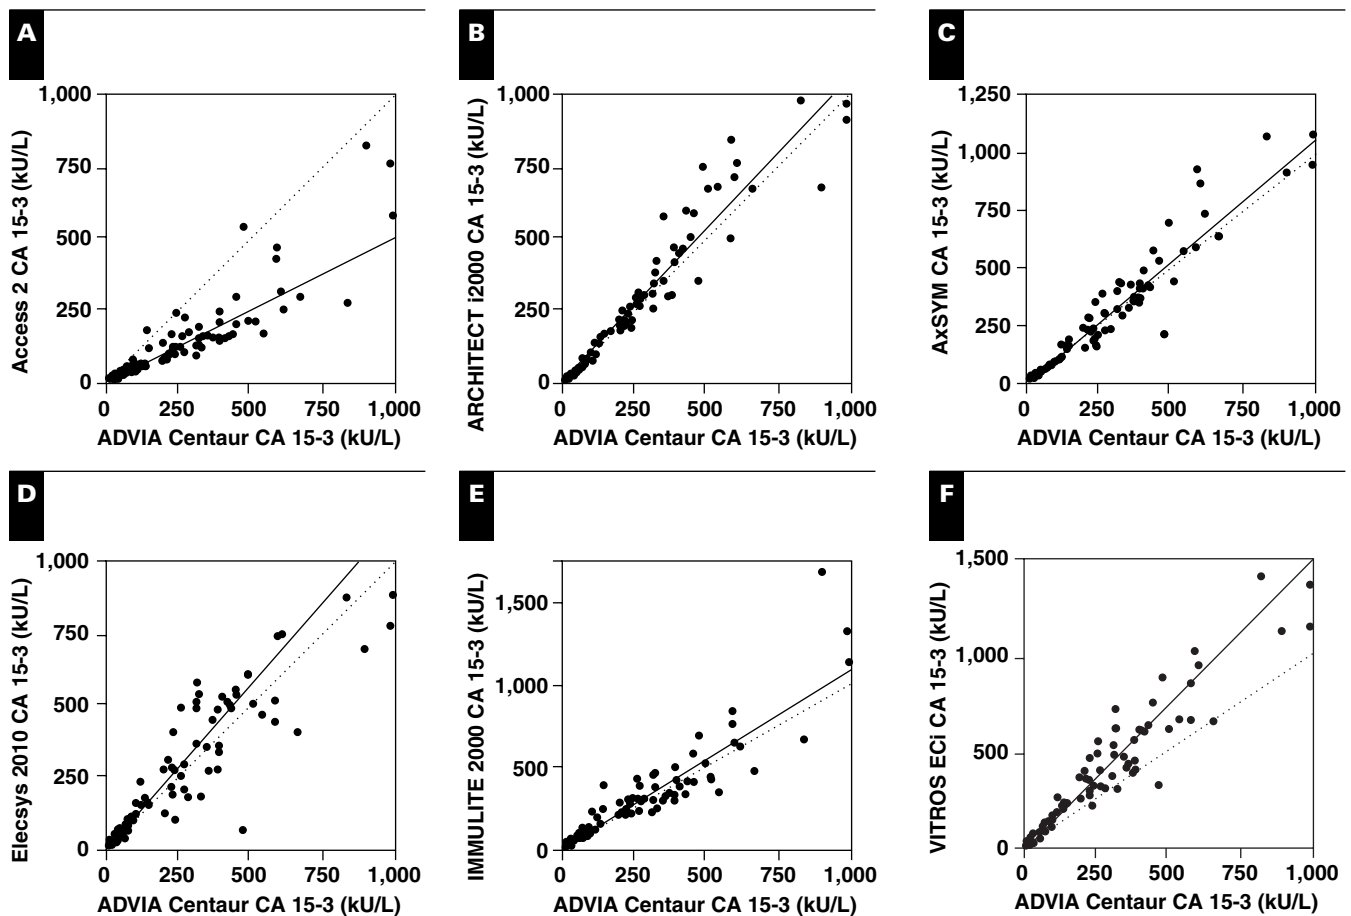 A
1,000
750
500
250
0
Access 2 CA 15-3 (kU/L)
0 250 500 750 1,000
ADVIA Centaur CA 15-3 (kU/L)
B
1,000
750
500
250
0
ARCHITECT i2000 CA 15-3 (kU/L)
0 250 500 750 1,000
ADVIA Centaur CA 15-3 (kU/L)
C
1,250
1,000
750
500
250
0
AxSYM CA 15-3 (kU/L)
0 250 500 750 1,000
ADVIA Centaur CA 15-3 (kU/L)
D
1,000
750
500
250
0
Elecsys 2010 CA 15-3 (kU/L)
0 250 500 750 1,000
ADVIA Centaur CA 15-3 (kU/L)
E
1,500
1,000
500
0
IMMULITE 2000 CA 15-3 (kU/L)
0 250 500 750 1,000
ADVIA Centaur CA 15-3 (kU/L)
F
1,500
1,000
500
0
VITROS ECi CA 15-3 (kU/L)
0 250 500 750 1,000
ADVIA Centaur CA 15-3 (kU/L)